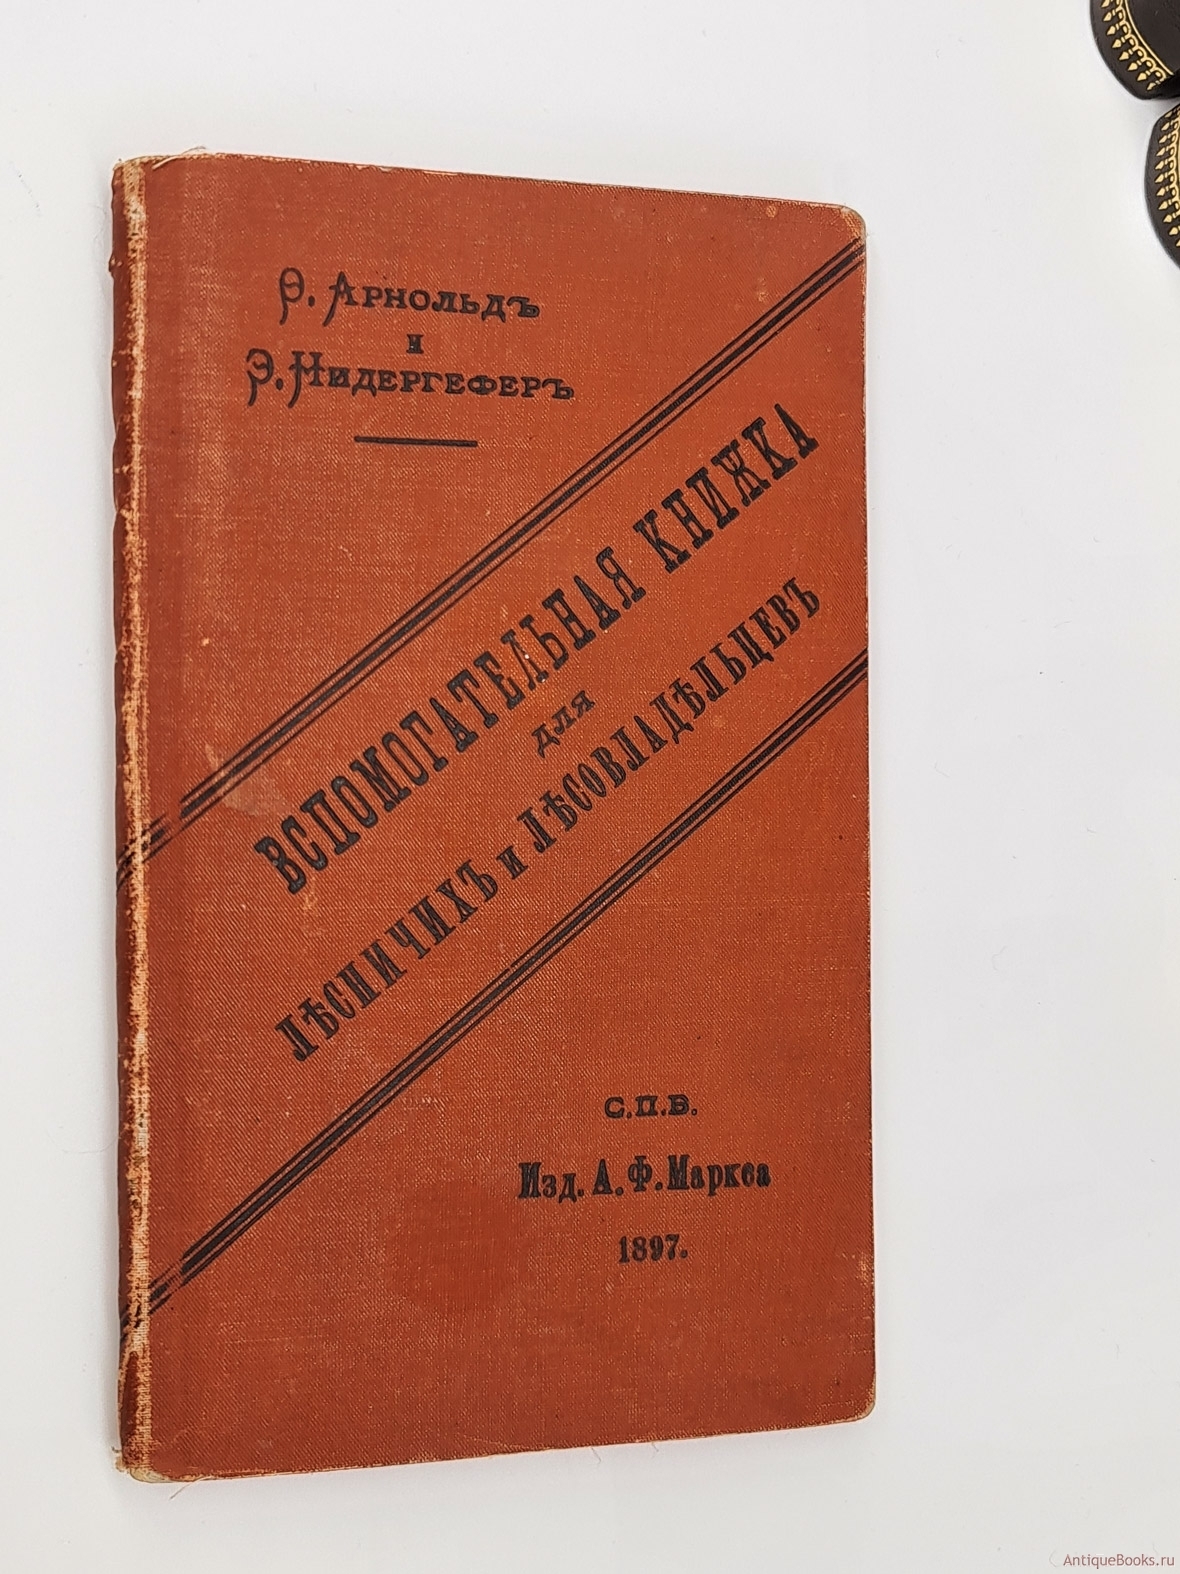 Ѳ. Арнольдъ
и
Э. Нидергеферъ
ВСПОМОГАТЕЛЬНАЯ КНИЖКА
для
ЛѢСНИЧИХЪ и ЛѢСОВЛАДѢЛЬЦЕВЪ
С.П.Б.
Изд. А. Ф. Маркса
1897.
AntiqueBooks.ru